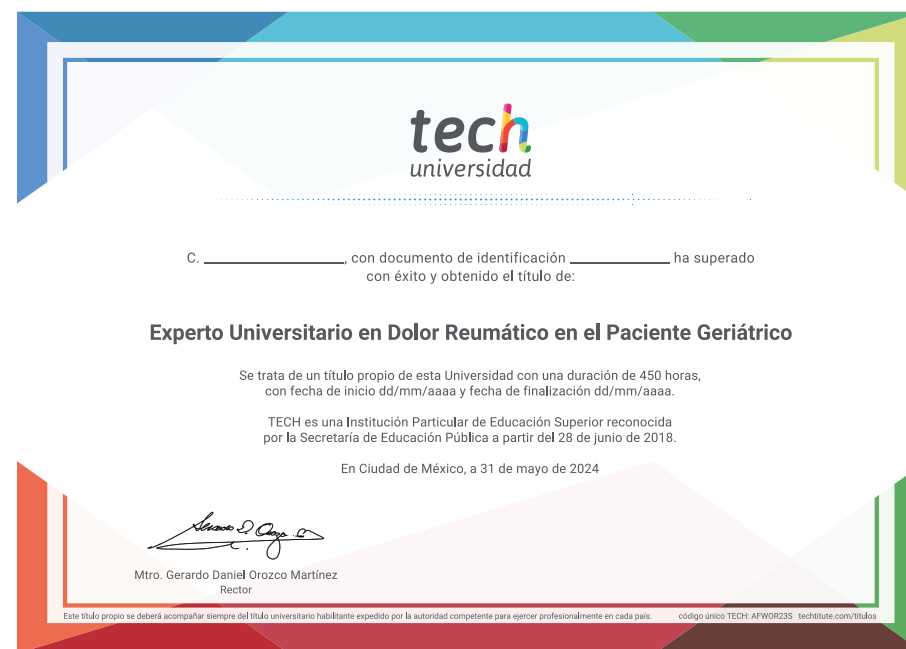 tech
universidad
C. ____________, con documento de identificación __________ ha superado
con éxito y obtenido el título de:
Experto Universitario en Dolor Reumático en el Paciente Geriátrico
Se trata de un título propio de esta Universidad con una duración de 450 horas,
con fecha de inicio dd/mm/aaaa y fecha de finalización dd/mm/aaaa.
TECH es una Institución Particular de Educación Superior reconocida
por la Secretaría de Educación Pública a partir del 28 de junio de 2018.
En Ciudad de México, a 31 de mayo de 2024
Mtro. Gerardo Daniel Orozco Martínez
Rector
Este título propio se deberá acompañar siempre del título universitario habilitante expedido por la autoridad competente para ejercer profesionalmente en cada país. código único TECH: AFWOR23S techtitute.com/titulos